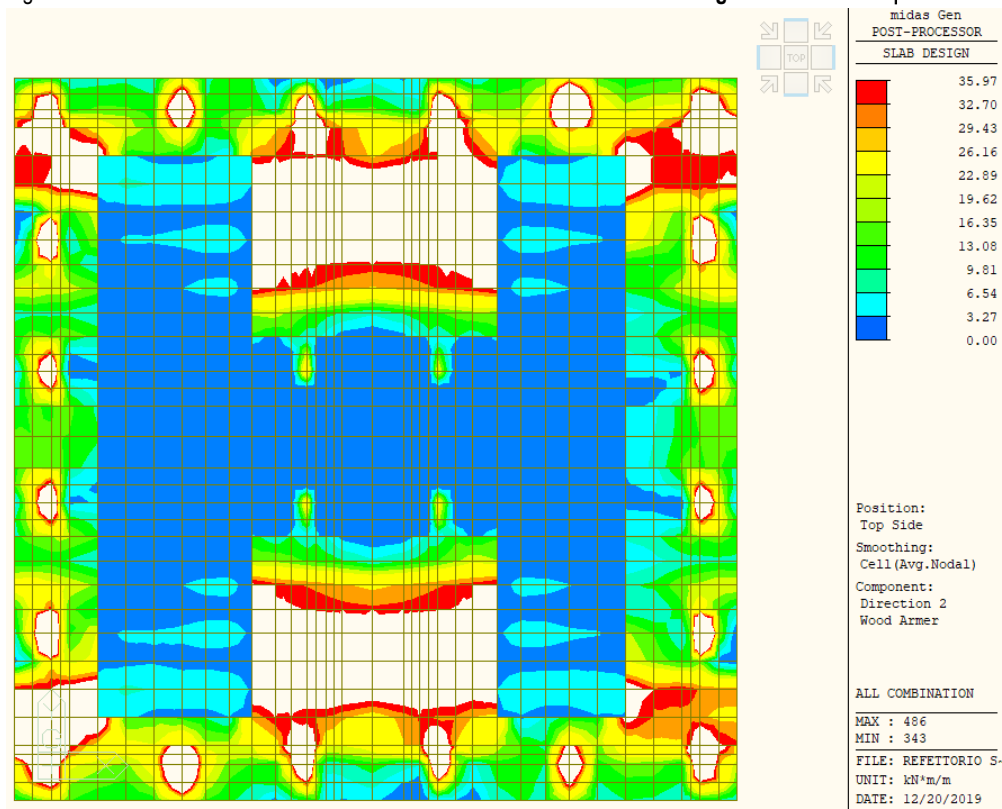 midas Gen
POST-PROCESSOR
SLAB DESIGN
TOP
35.97
32.70
29.43
26.16
22.89
19.62
16.35
13.08
9.81
6.54
3.27
0.00
Position:
Top Side
Smoothing:
Cell(Avg.Nodal)
Component:
Direction 2
Wood Armer
ALL COMBINATION
MAX : 486
MIN : 343
FILE: REFETTORIO S~
UNIT: kN*m/m
DATE: 12/20/2019